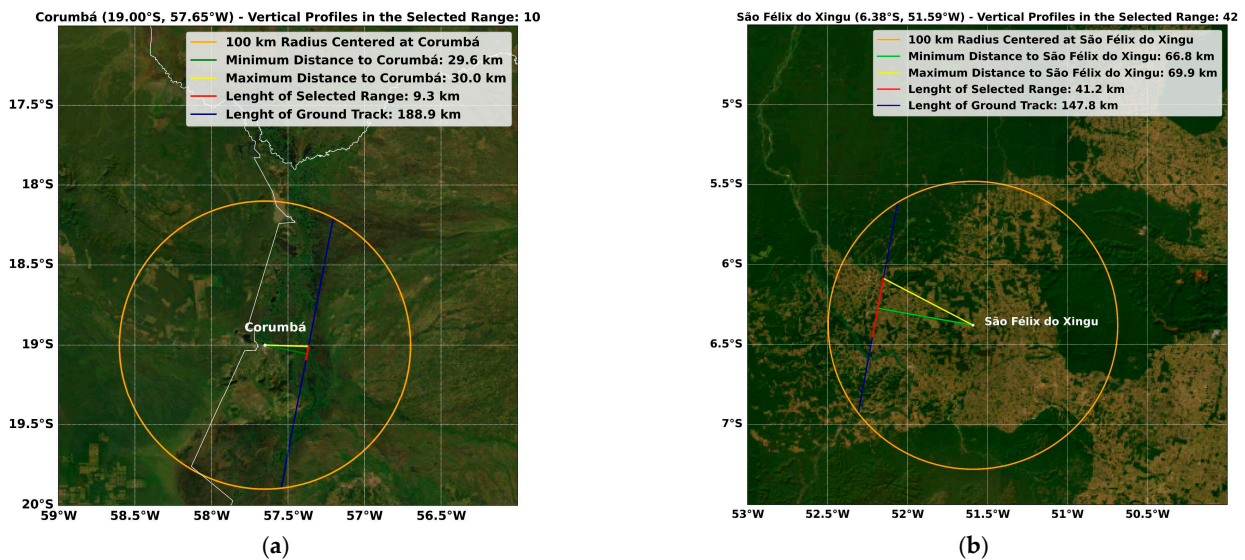 Corumbá (19.00°S, 57.65°W) - Vertical Profiles in the Selected Range: 10
100 km Radius Centered at Corumbá
Minimum Distance to Corumbá: 29.6 km
Maximum Distance to Corumbá: 30.0 km
Lenght of Selected Range: 9.3 km
Lenght of Ground Track: 188.9 km
17.5°S
18°S
18.5°S
Corumbá
19°S
19.5°S
20°S
59°W 58.5°W 58°W 57.5°W 57°W 56.5°W
(a)
São Félix do Xingu (6.38°S, 51.59°W) - Vertical Profiles in the Selected Range: 42
100 km Radius Centered at São Félix do Xingu
Minimum Distance to São Félix do Xingu: 66.8 km
Maximum Distance to São Félix do Xingu: 69.9 km
Lenght of Selected Range: 41.2 km
Lenght of Ground Track: 147.8 km
5°S
5.5°S
6°S
São Félix do Xingu
6.5°S
7°S
53°W 52.5°W 52°W 51.5°W 51°W 50.5°W
(b)